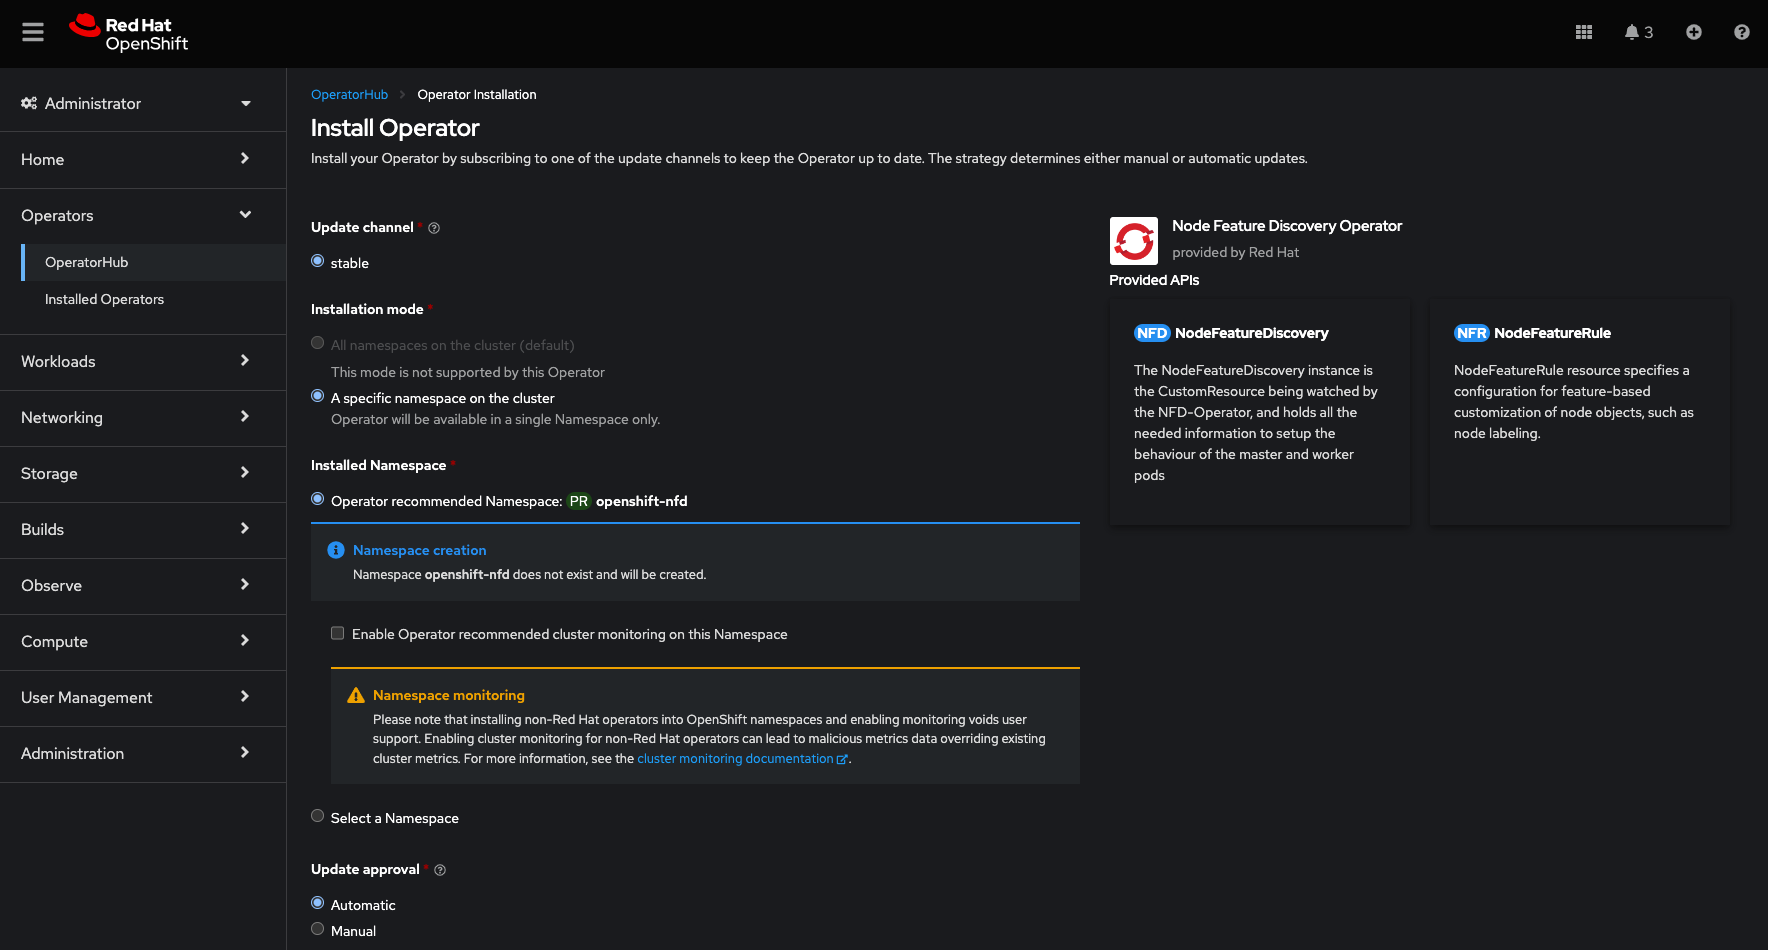 Red Hat
OpenShift
3
Administrator
Home
Operators
OperatorHub
Installed Operators
Workloads
Networking
Storage
Builds
Observe
Compute
User Management
Administration
OperatorHub > Operator Installation
Install Operator
Install your Operator by subscribing to one of the update channels to keep the Operator up to date. The strategy determines either manual or automatic updates.
Update channel *
stable
Installation mode *
All namespaces on the cluster (default)
This mode is not supported by this Operator
A specific namespace on the cluster
Operator will be available in a single Namespace only.
Installed Namespace *
Operator recommended Namespace: PR openshift-nfd
Namespace creation
Namespace openshift-nfd does not exist and will be created.
Enable Operator recommended cluster monitoring on this Namespace
Namespace monitoring
Please note that installing non-Red Hat operators into OpenShift namespaces and enabling monitoring voids user
support. Enabling cluster monitoring for non-Red Hat operators can lead to malicious metrics data overriding existing
cluster metrics. For more information, see the cluster monitoring documentation.
Select a Namespace
Update approval *
Automatic
Manual
Node Feature Discovery Operator
provided by Red Hat
Provided APIs
NFD NodeFeatureDiscovery
The NodeFeatureDiscovery instance is
the CustomResource being watched by
the NFD-Operator, and holds all the
needed information to setup the
behaviour of the master and worker
pods
NFR NodeFeatureRule
NodeFeatureRule resource specifies a
configuration for feature-based
customization of node objects, such as
node labeling.